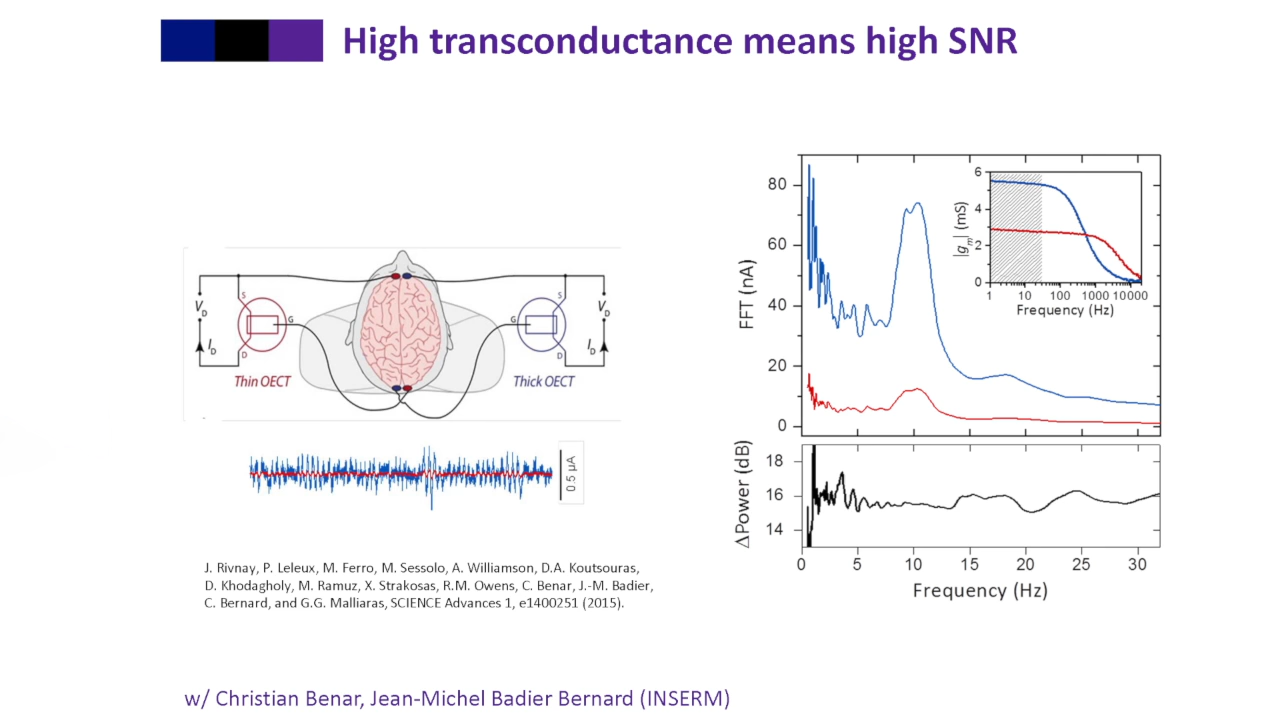 High transconductance means high SNR
V_D
S
I_D
D
G
Thin OECT
G
S
D
V_D
I_D
Thick OECT
0.5 µA
J. Rivnay, P. Leleux, M. Ferro, M. Sessolo, A. Williamson, D.A. Koutsouras,
D. Khodagholy, M. Ramuz, X. Strakosas, R.M. Owens, C. Benar, J.-M. Badier,
C. Bernard, and G.G. Malliaras, SCIENCE Advances 1, e1400251 (2015).
FFT (nA)
80
60
40
20
0
|g_m| (mS)
6
4
2
0
1 10 100 1000 10000
Frequency (Hz)
ΔPower (dB)
18
16
14
0 5 10 15 20 25 30
Frequency (Hz)
w/ Christian Benar, Jean-Michel Badier Bernard (INSERM)